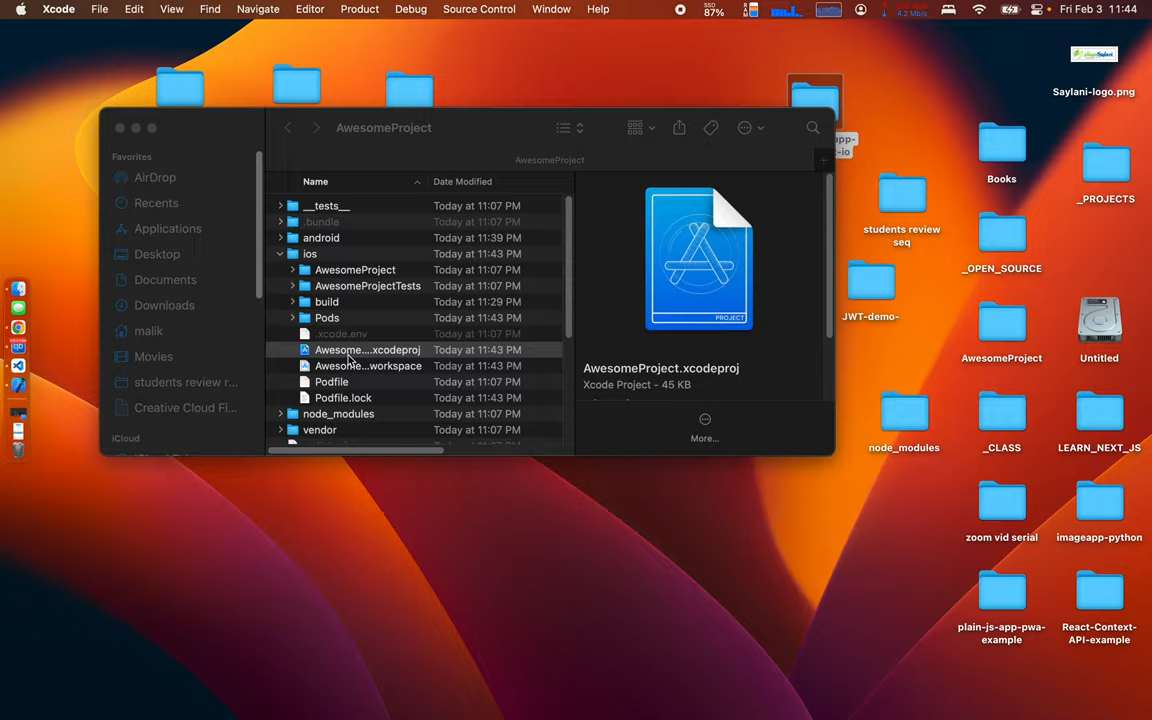 Xcode File Edit View Find Navigate Editor Product Debug Source Control Window Help SSD 87% 4.2 Mb/s Fri Feb 3 11:44
Saylani-logo.png
Books
_PROJECTS
students review
seq
_OPEN_SOURCE
JWT-demo-
AwesomeProject
Untitled
node_modules
_CLASS
LEARN_NEXT_JS
zoom vid serial
imageapp-python
plain-js-app-pwa-
example
React-Context-
API-example
AwesomeProject
AwesomeProject
Favorites
AirDrop
Recents
Applications
Desktop
Documents
Downloads
malik
Movies
students review r...
Creative Cloud Fi...
iCloud
Name Date Modified
__tests__ Today at 11:07 PM
.bundle Today at 11:07 PM
android Today at 11:39 PM
ios Today at 11:43 PM
AwesomeProject Today at 11:07 PM
AwesomeProjectTests Today at 11:07 PM
build Today at 11:29 PM
Pods Today at 11:07 PM
.xcode.env Today at 11:07 PM
Awesome....xcodeproj Today at 11:43 PM
Awesome...workspace Today at 11:43 PM
Podfile Today at 11:07 PM
Podfile.lock Today at 11:43 PM
node_modules Today at 11:07 PM
vendor Today at 11:07 PM
PROJECT
AwesomeProject.xcodeproj
Xcode Project - 45 KB
More...